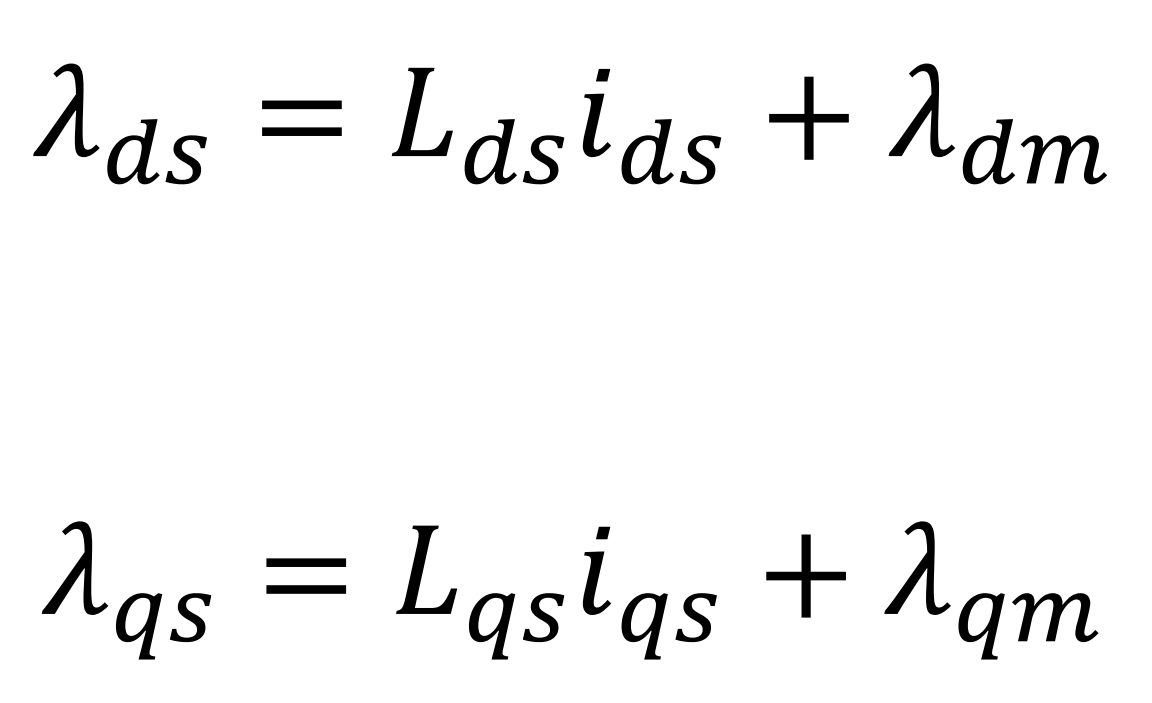 λ_ds = L_ds i_ds + λ_dm
λ_qs = L_qs i_qs + λ_qm